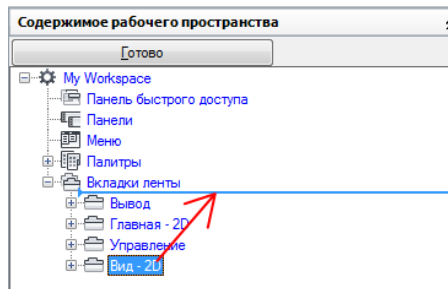 Содержимое рабочего пространства
Готово
My Workspace
Панель быстрого доступа
Панели
Меню
Палитры
Вкладки ленты
Вывод
Главная - 2D
Управление
Вид - 2D